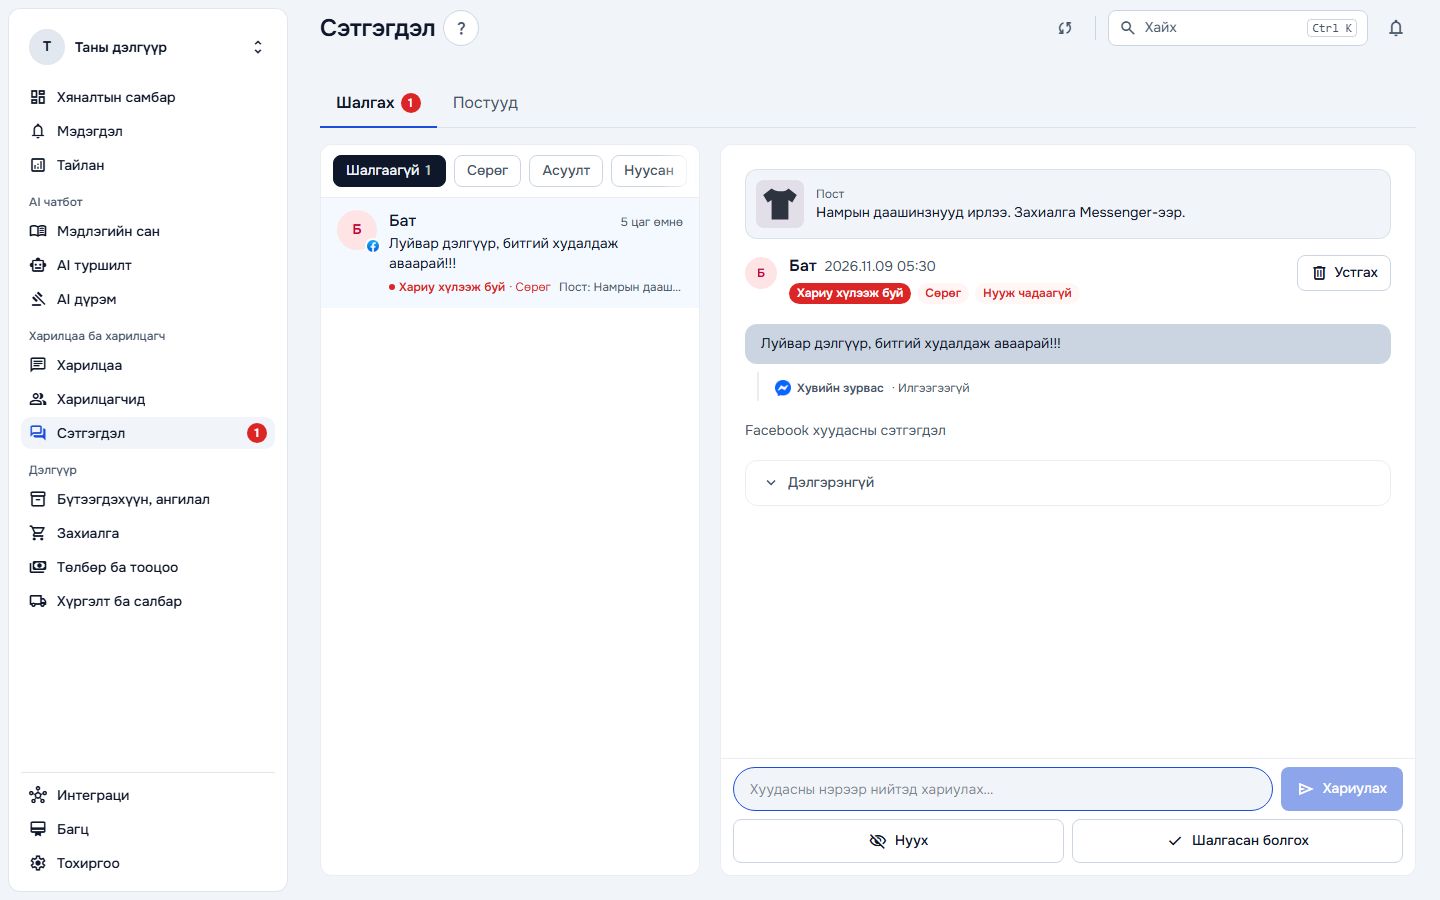 Т Таны дэлгүүр
Хяналтын самбар
Мэдэгдэл
Тайлан
AI чатбот
Мэдлэгийн сан
AI туршилт
AI дүрэм
Харилцаа ба харилцагч
Харилцаа
Харилцагчид
Сэтгэгдэл 1
Дэлгүүр
Бүтээгдэхүүн, ангилал
Захиалга
Төлбөр ба тооцоо
Хүргэлт ба салбар
Интеграци
Багц
Тохиргоо
Сэтгэгдэл ?
Хайх Ctrl K
Шалгах 1 Постууд
Шалгаагүй 1 Сөрөг Асуулт Нуусан
Б Бат 5 цаг өмнө
Луйвар дэлгүүр, битгий худалдаж
аваарай!!!
Хариу хүлээж буй · Сөрөг Пост: Намрын дааш...
Пост
Намрын даашинзнууд ирлээ. Захиалга Messenger-ээр.
Б Бат 2026.11.09 05:30 Устгах
Хариу хүлээж буй Сөрөг Нууж чадаагүй
Луйвар дэлгүүр, битгий худалдаж аваарай!!!
Хувийн зурвас · Илгээгээгүй
Facebook хуудасны сэтгэгдэл
Дэлгэрэнгүй
Хуудасны нэрээр нийтэд хариулах... Хариулах
Нуух Шалгасан болгох